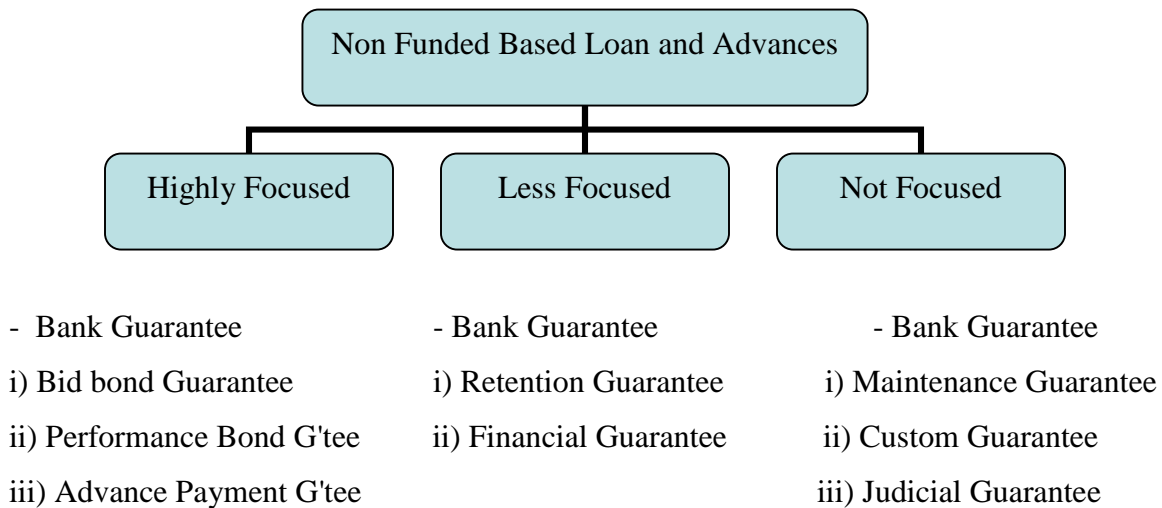 Non Funded Based Loan and Advances
Highly Focused
Less Focused
Not Focused
- Bank Guarantee
i) Bid bond Guarantee
ii) Performance Bond G'tee
iii) Advance Payment G'tee
- Bank Guarantee
i) Retention Guarantee
ii) Financial Guarantee
- Bank Guarantee
i) Maintenance Guarantee
ii) Custom Guarantee
iii) Judicial Guarantee